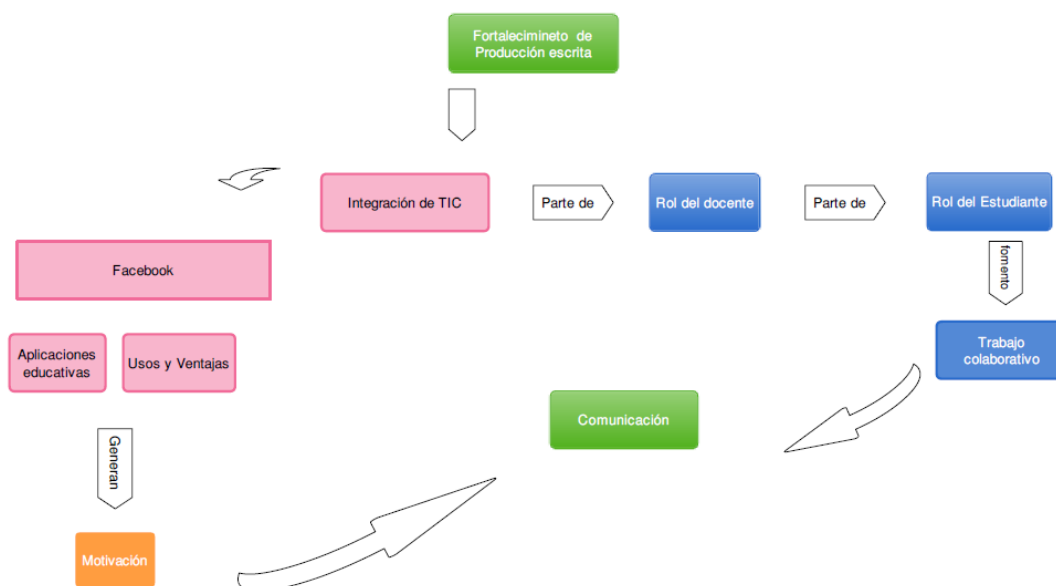 Fortalecimineto de
Producción escrita
Integración de TIC
Parte de
Rol del docente
Parte de
Rol del Estudiante
fomento
Facebook
Aplicaciones
educativas
Usos y Ventajas
Trabajo
colaborativo
Comunicación
Generan
Motivación